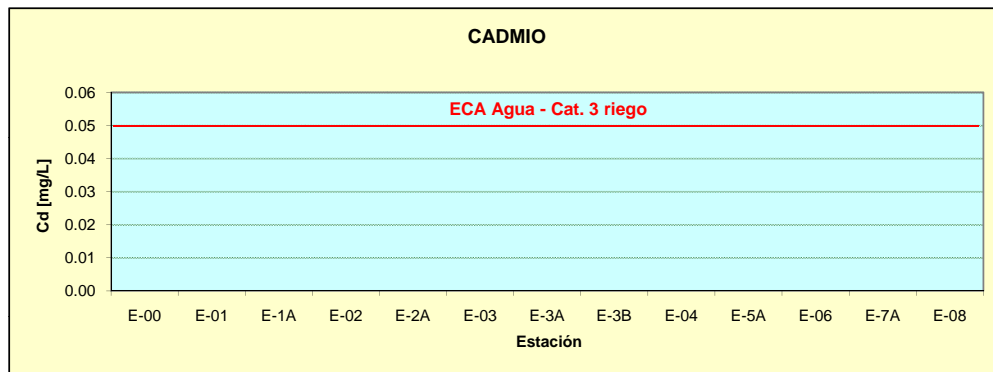 CADMIO
ECA Agua - Cat. 3 riego
Cd [mg/L]
0.06
0.05
0.04
0.03
0.02
0.01
0.00
E-00 E-01 E-1A E-02 E-2A E-03 E-3A E-3B E-04 E-5A E-06 E-7A E-08
Estación